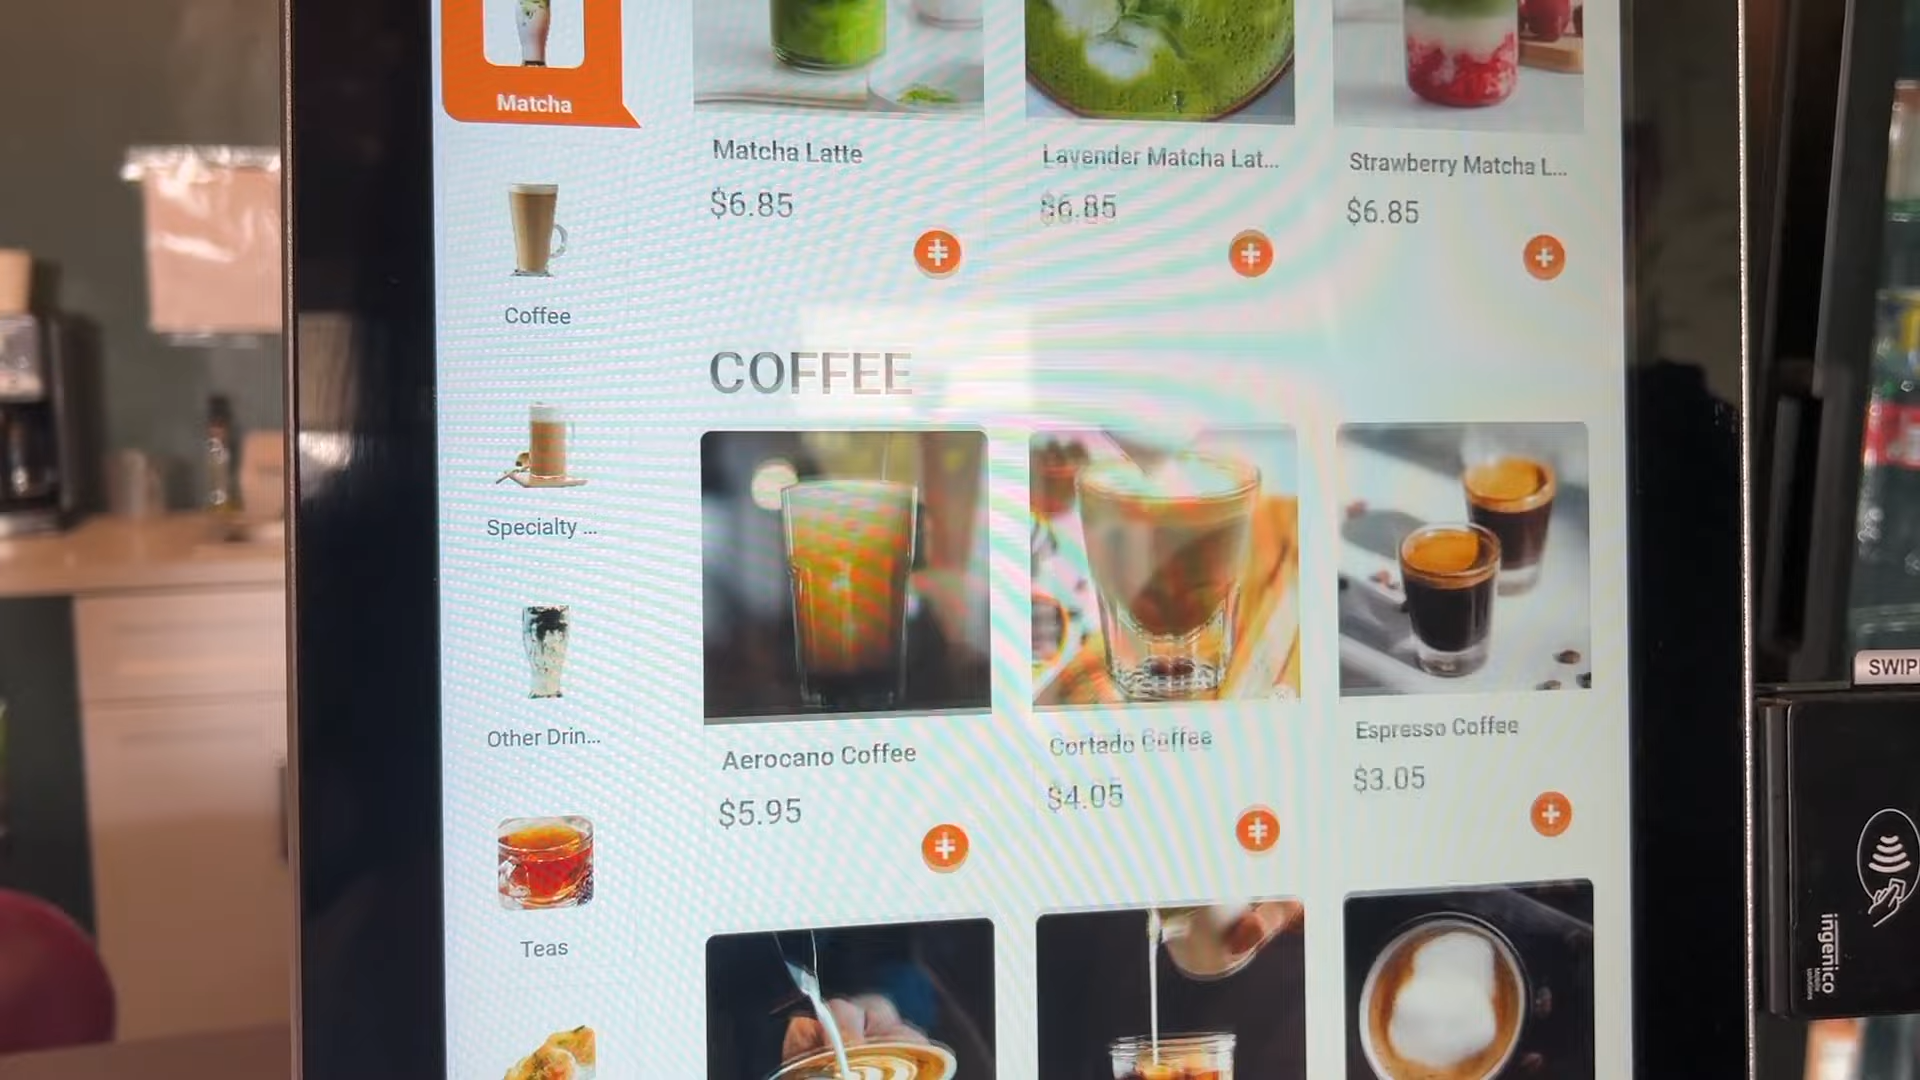 Matcha
Matcha Latte
$6.85
Lavender Matcha Lat...
$6.85
Strawberry Matcha L...
$6.85
Coffee
COFFEE
Specialty ...
Other Drin...
Teas
Aerocano Coffee
$5.95
Cortado Coffee
$4.05
Espresso Coffee
$3.05
SWIP
ingenico